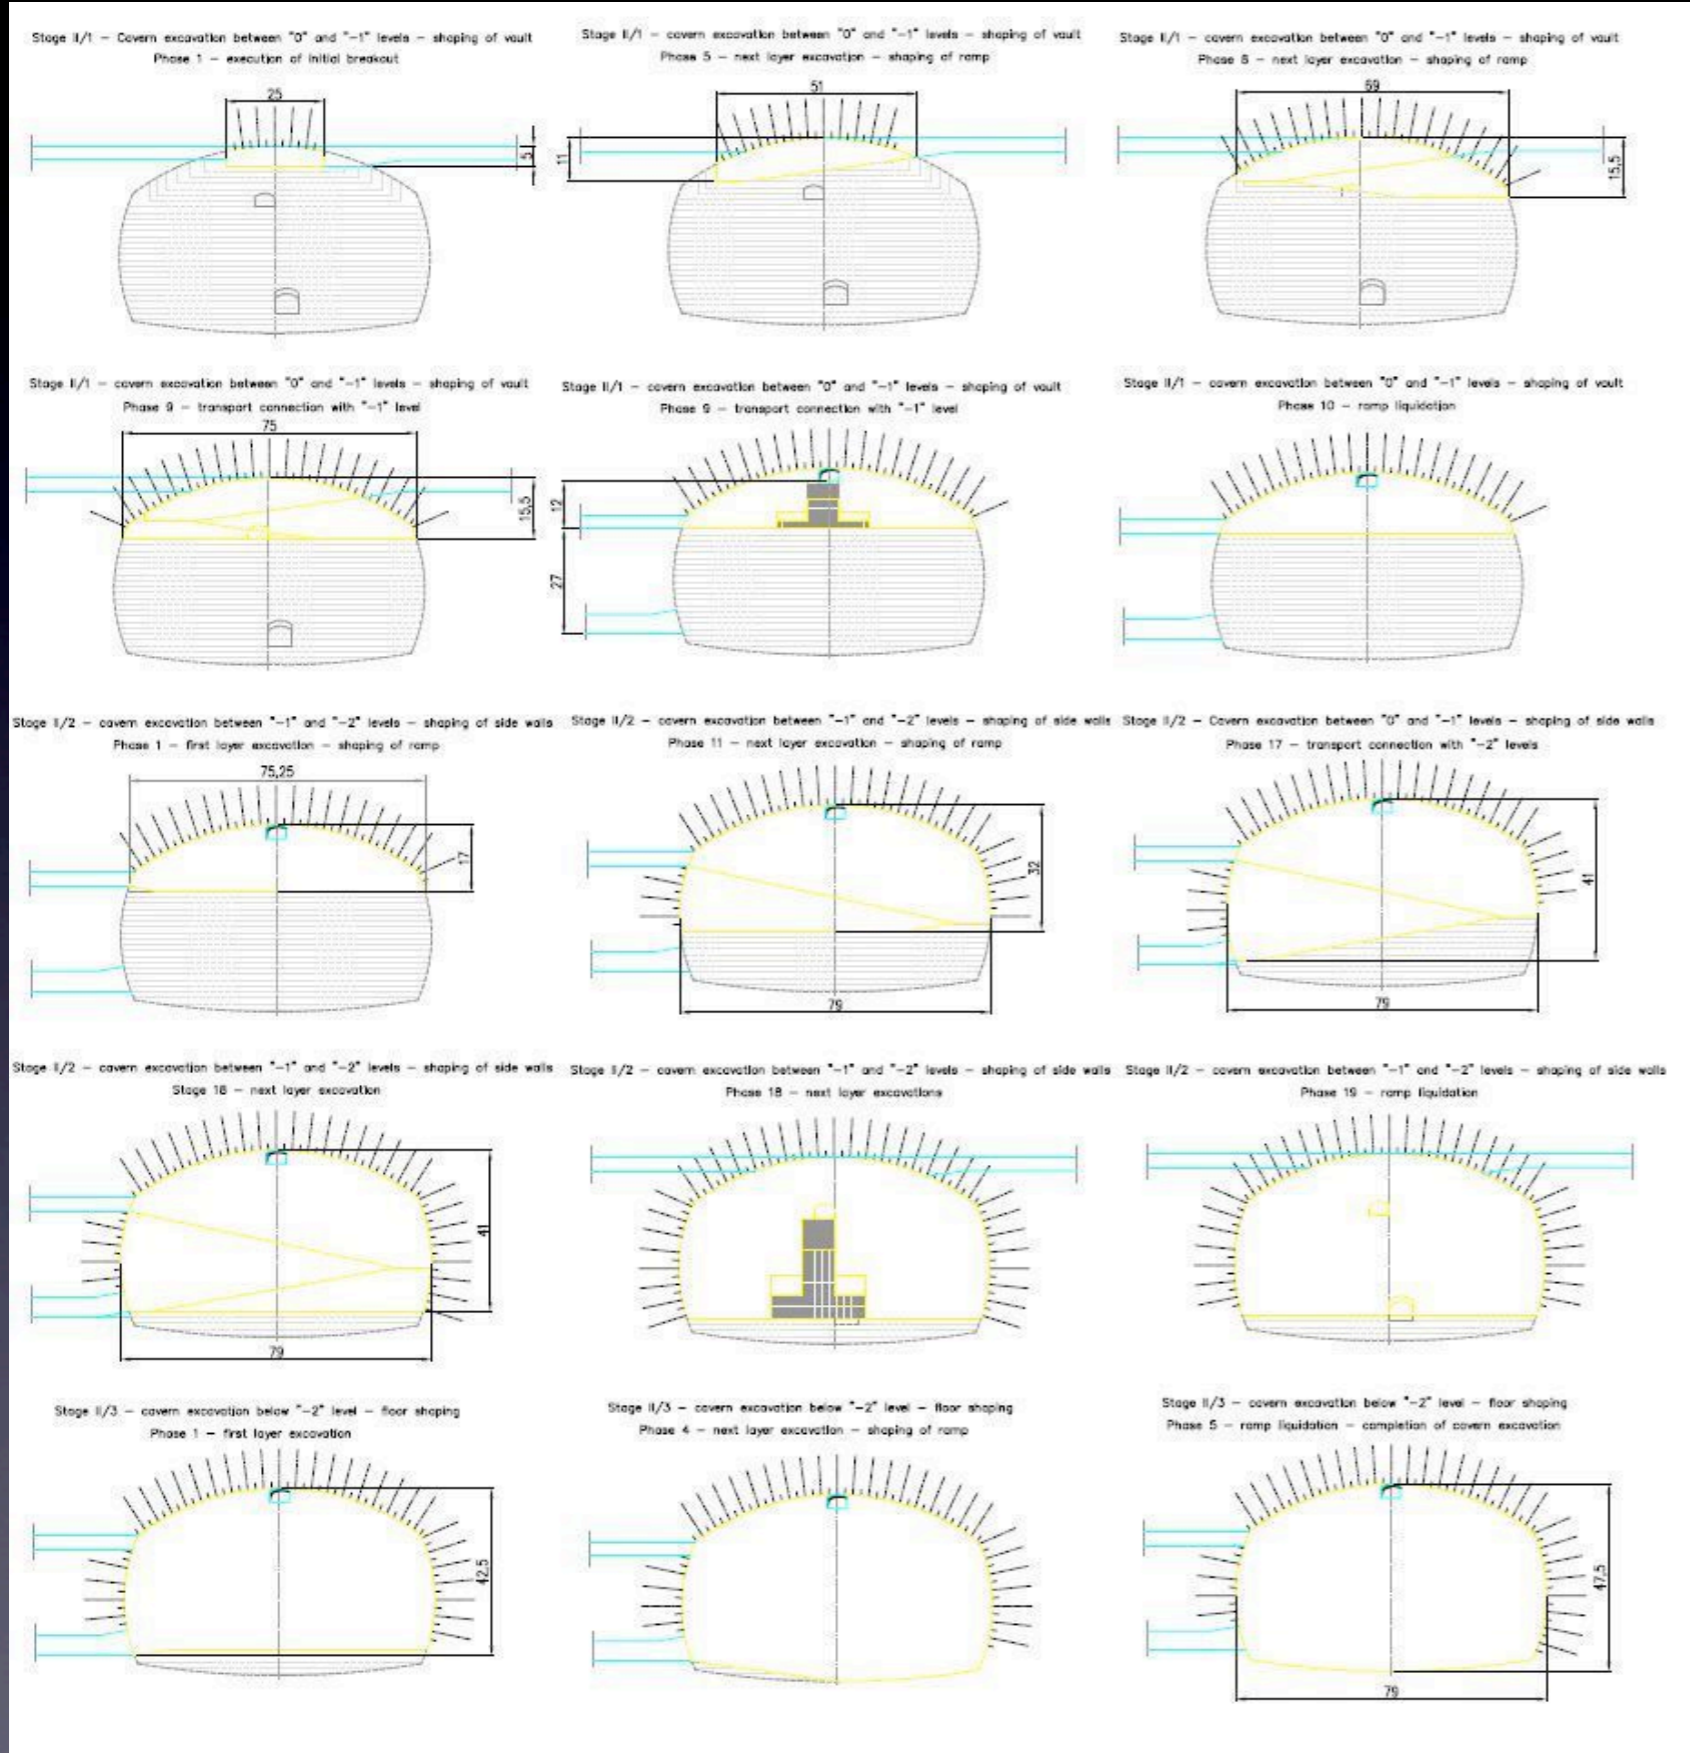 Stage II/1 – Cavern excavation between "0" and "-1" levels – shaping of vault
Phase 1 – execution of initial breakout
25
5
Stage II/1 – cavern excavation between "0" and "-1" levels – shaping of vault
Phase 5 – next layer excavation – shaping of ramp
51
11
Stage II/1 – cavern excavation between "0" and "-1" levels – shaping of vault
Phase 8 – next layer excavation – shaping of ramp
69
15,5
Stage II/1 – cavern excavation between "0" and "-1" levels – shaping of vault
Phase 9 – transport connection with "-1" level
75
15,5
Stage II/1 – cavern excavation between "0" and "-1" levels – shaping of vault
Phase 9 – transport connection with "-1" level
12
27
Stage II/1 – cavern excavation between "0" and "-1" levels – shaping of vault
Phase 10 – ramp liquidation
Stage II/2 – cavern excavation between "-1" and "-2" levels – shaping of side walls
Phase 1 – first layer excavation – shaping of ramp
75,25
17
Stage II/2 – cavern excavation between "-1" and "-2" levels – shaping of side walls
Phase 11 – next layer excavation – shaping of ramp
32
79
Stage II/2 – Cavern excavation between "0" and "-1" levels – shaping of side walls
Phase 17 – transport connection with "-2" levels
41
79
Stage II/2 – cavern excavation between "-1" and "-2" levels – shaping of side walls
Stage 18 – next layer excavation
41
79
Stage II/2 – cavern excavation between "-1" and "-2" levels – shaping of side walls
Phase 18 – next layer excavations
Stage II/2 – cavern excavation between "-1" and "-2" levels – shaping of side walls
Phase 19 – ramp liquidation
Stage II/3 – cavern excavation below "-2" level – floor shaping
Phase 1 – first layer excavation
42,5
Stage II/3 – cavern excavation below "-2" level – floor shaping
Phase 4 – next layer excavation – shaping of ramp
Stage II/3 – cavern excavation below "-2" level – floor shaping
Phase 5 – ramp liquidation – completion of cavern excavation
47,5
79